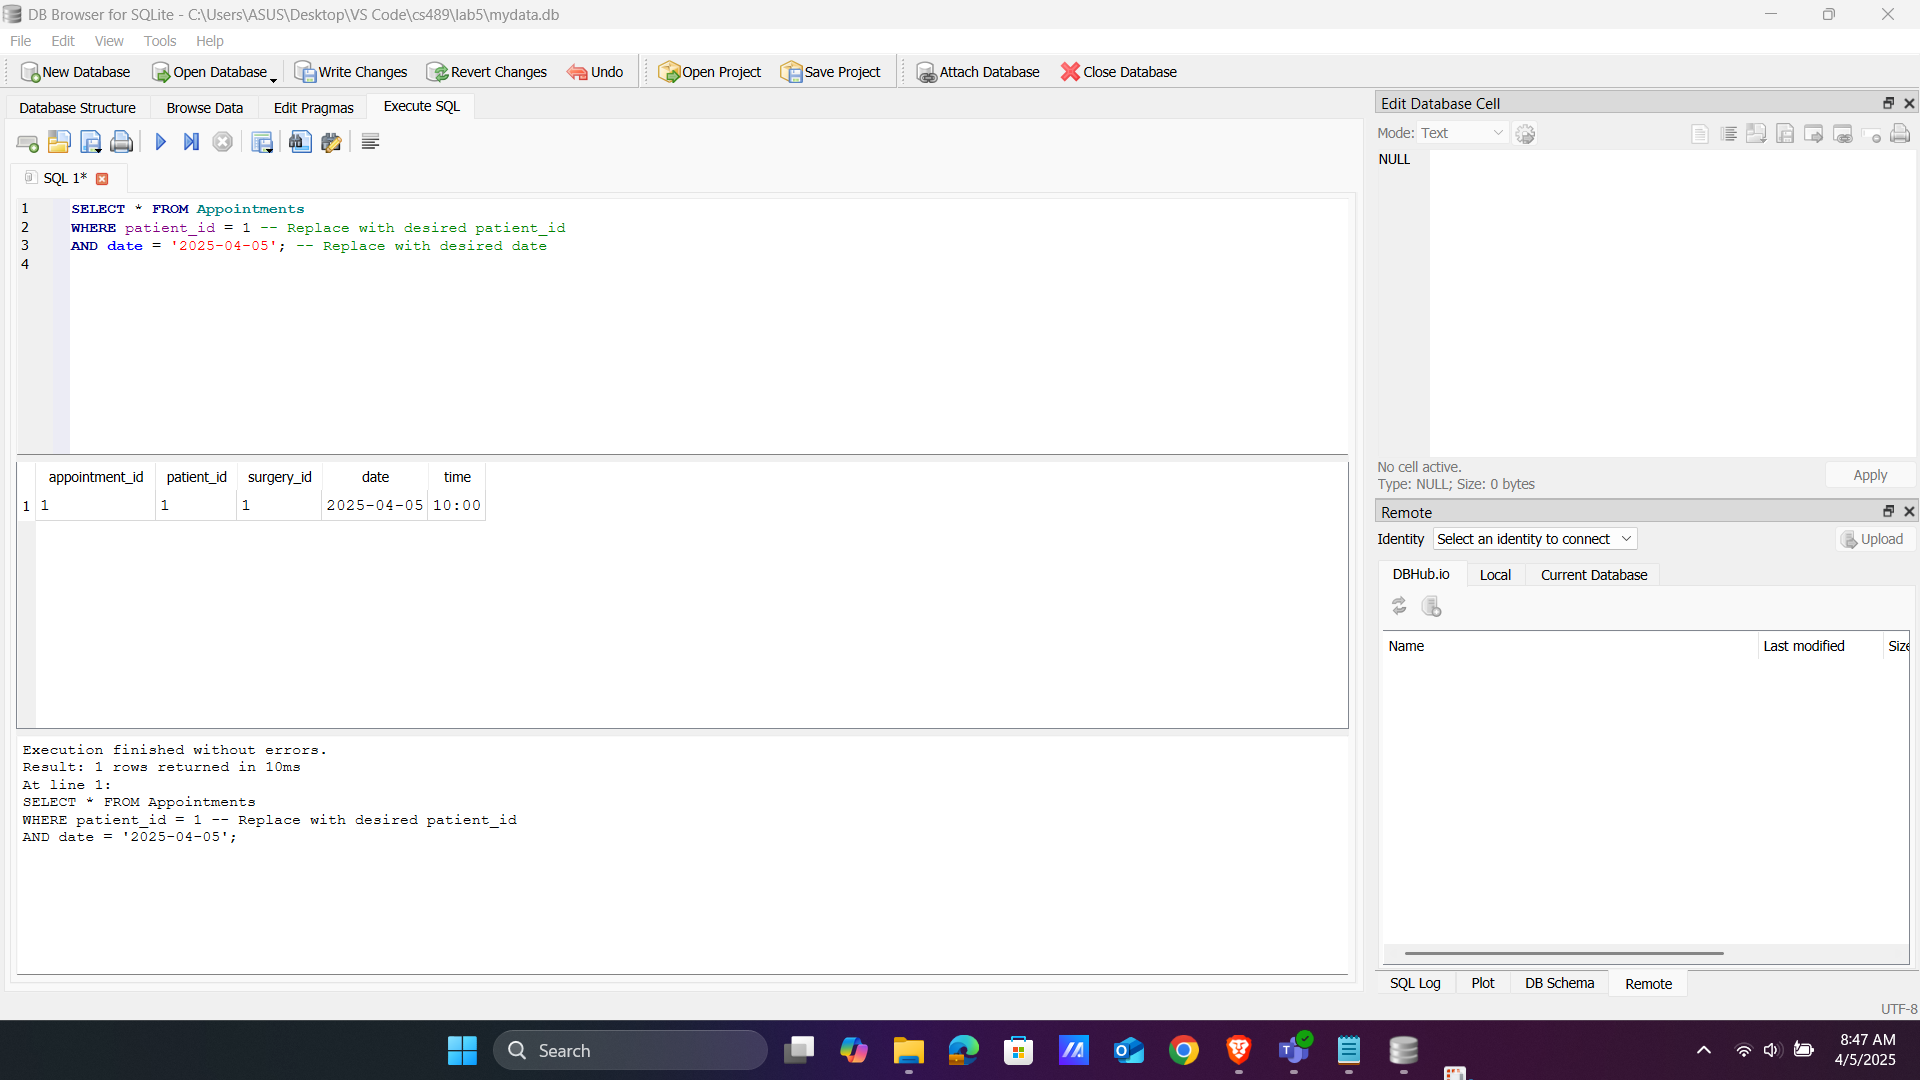 DB Browser for SQLite - C:\Users\ASUS\Desktop\VS Code\cs489\lab5\mydata.db
File Edit View Tools Help
New Database Open Database Write Changes Revert Changes Undo Open Project Save Project Attach Database Close Database
Database Structure Browse Data Edit Pragmas Execute SQL
SQL 1*
1 SELECT * FROM Appointments
2 WHERE patient_id = 1 -- Replace with desired patient_id
3 AND date = '2025-04-05'; -- Replace with desired date
4
appointment_id patient_id surgery_id date time
1 1 1 1 2025-04-05 10:00
Execution finished without errors.
Result: 1 rows returned in 10ms
At line 1:
SELECT * FROM Appointments
WHERE patient_id = 1 -- Replace with desired patient_id
AND date = '2025-04-05';
Edit Database Cell
Mode: Text
NULL
No cell active.
Type: NULL; Size: 0 bytes
Apply
Remote
Identity Select an identity to connect Upload
DBHub.io Local Current Database
Name Last modified Size
SQL Log Plot DB Schema Remote
UTF-8
Search
8:47 AM
4/5/2025